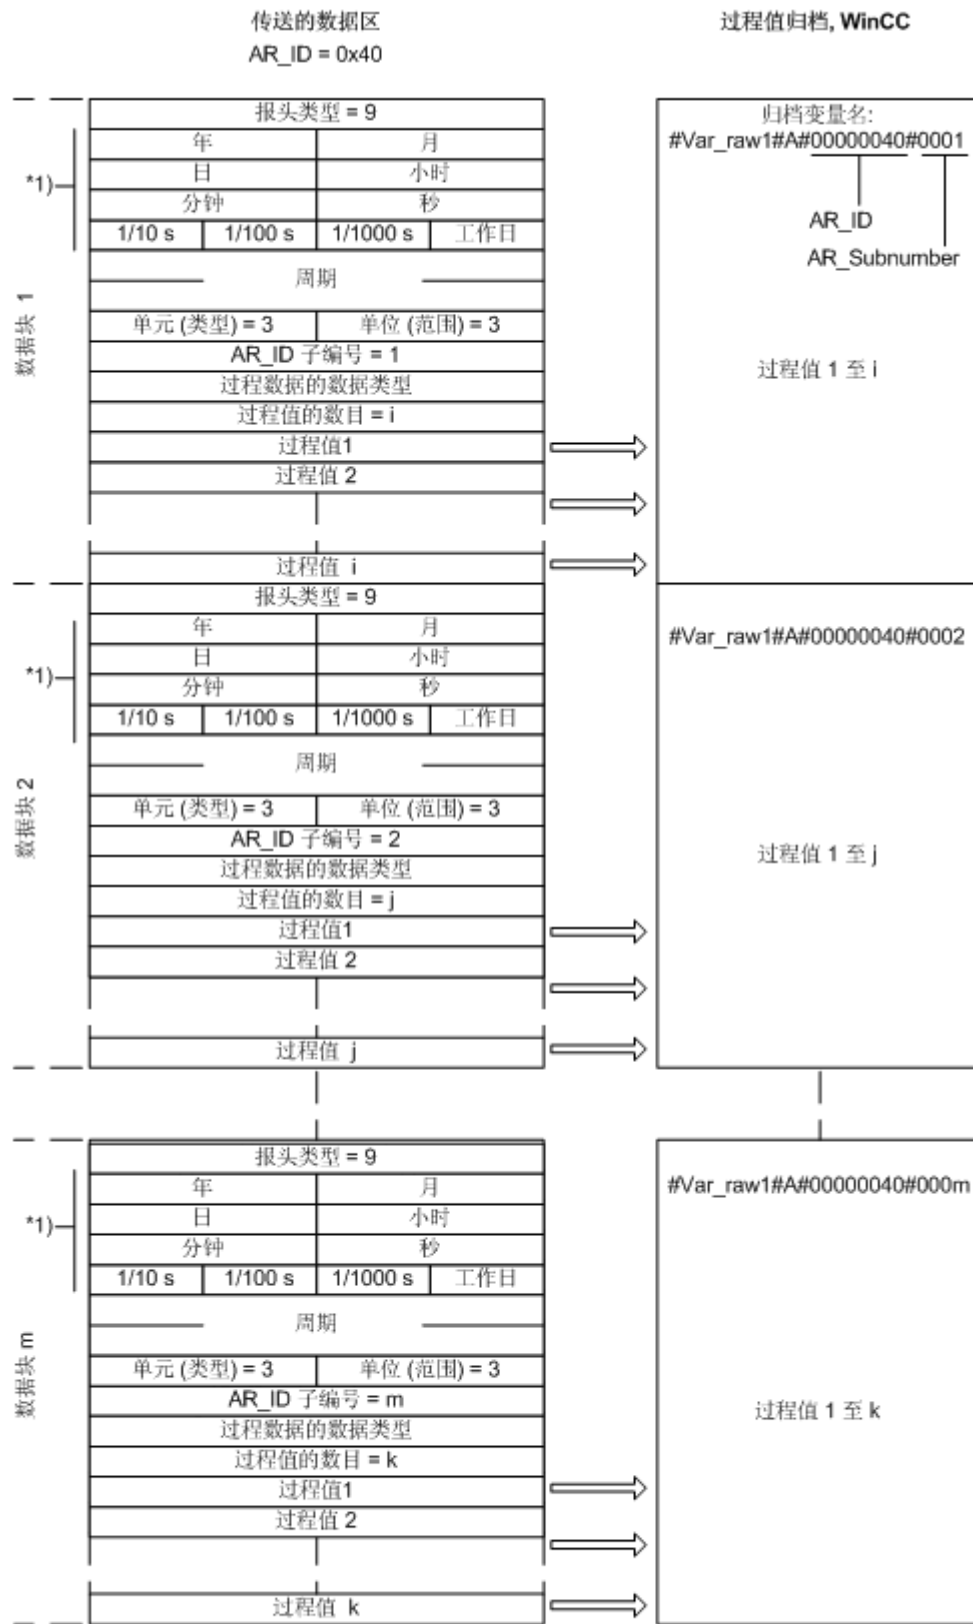 传送的数据区
AR_ID = 0x40
过程值归档, WinCC
数据块 1
*1)
报头类型 = 9
年 月
日 小时
分钟 秒
1/10 s 1/100 s 1/1000 s 工作日
周期
单元 (类型) = 3 单位 (范围) = 3
AR_ID 子编号 = 1
过程数据的数据类型
过程值的数目 = i
过程值1
过程值 2
过程值 i
归档变量名:
#Var_raw1#A#00000040#0001
AR_ID
AR_Subnumber
过程值 1 至 i
数据块 2
*1)
报头类型 = 9
年 月
日 小时
分钟 秒
1/10 s 1/100 s 1/1000 s 工作日
周期
单元 (类型) = 3 单位 (范围) = 3
AR_ID 子编号 = 2
过程数据的数据类型
过程值的数目 = j
过程值1
过程值 2
过程值 j
#Var_raw1#A#00000040#0002
过程值 1 至 j
数据块 m
*1)
报头类型 = 9
年 月
日 小时
分钟 秒
1/10 s 1/100 s 1/1000 s 工作日
周期
单元 (类型) = 3 单位 (范围) = 3
AR_ID 子编号 = m
过程数据的数据类型
过程值的数目 = k
过程值1
过程值 2
过程值 k
#Var_raw1#A#00000040#000m
过程值 1 至 k